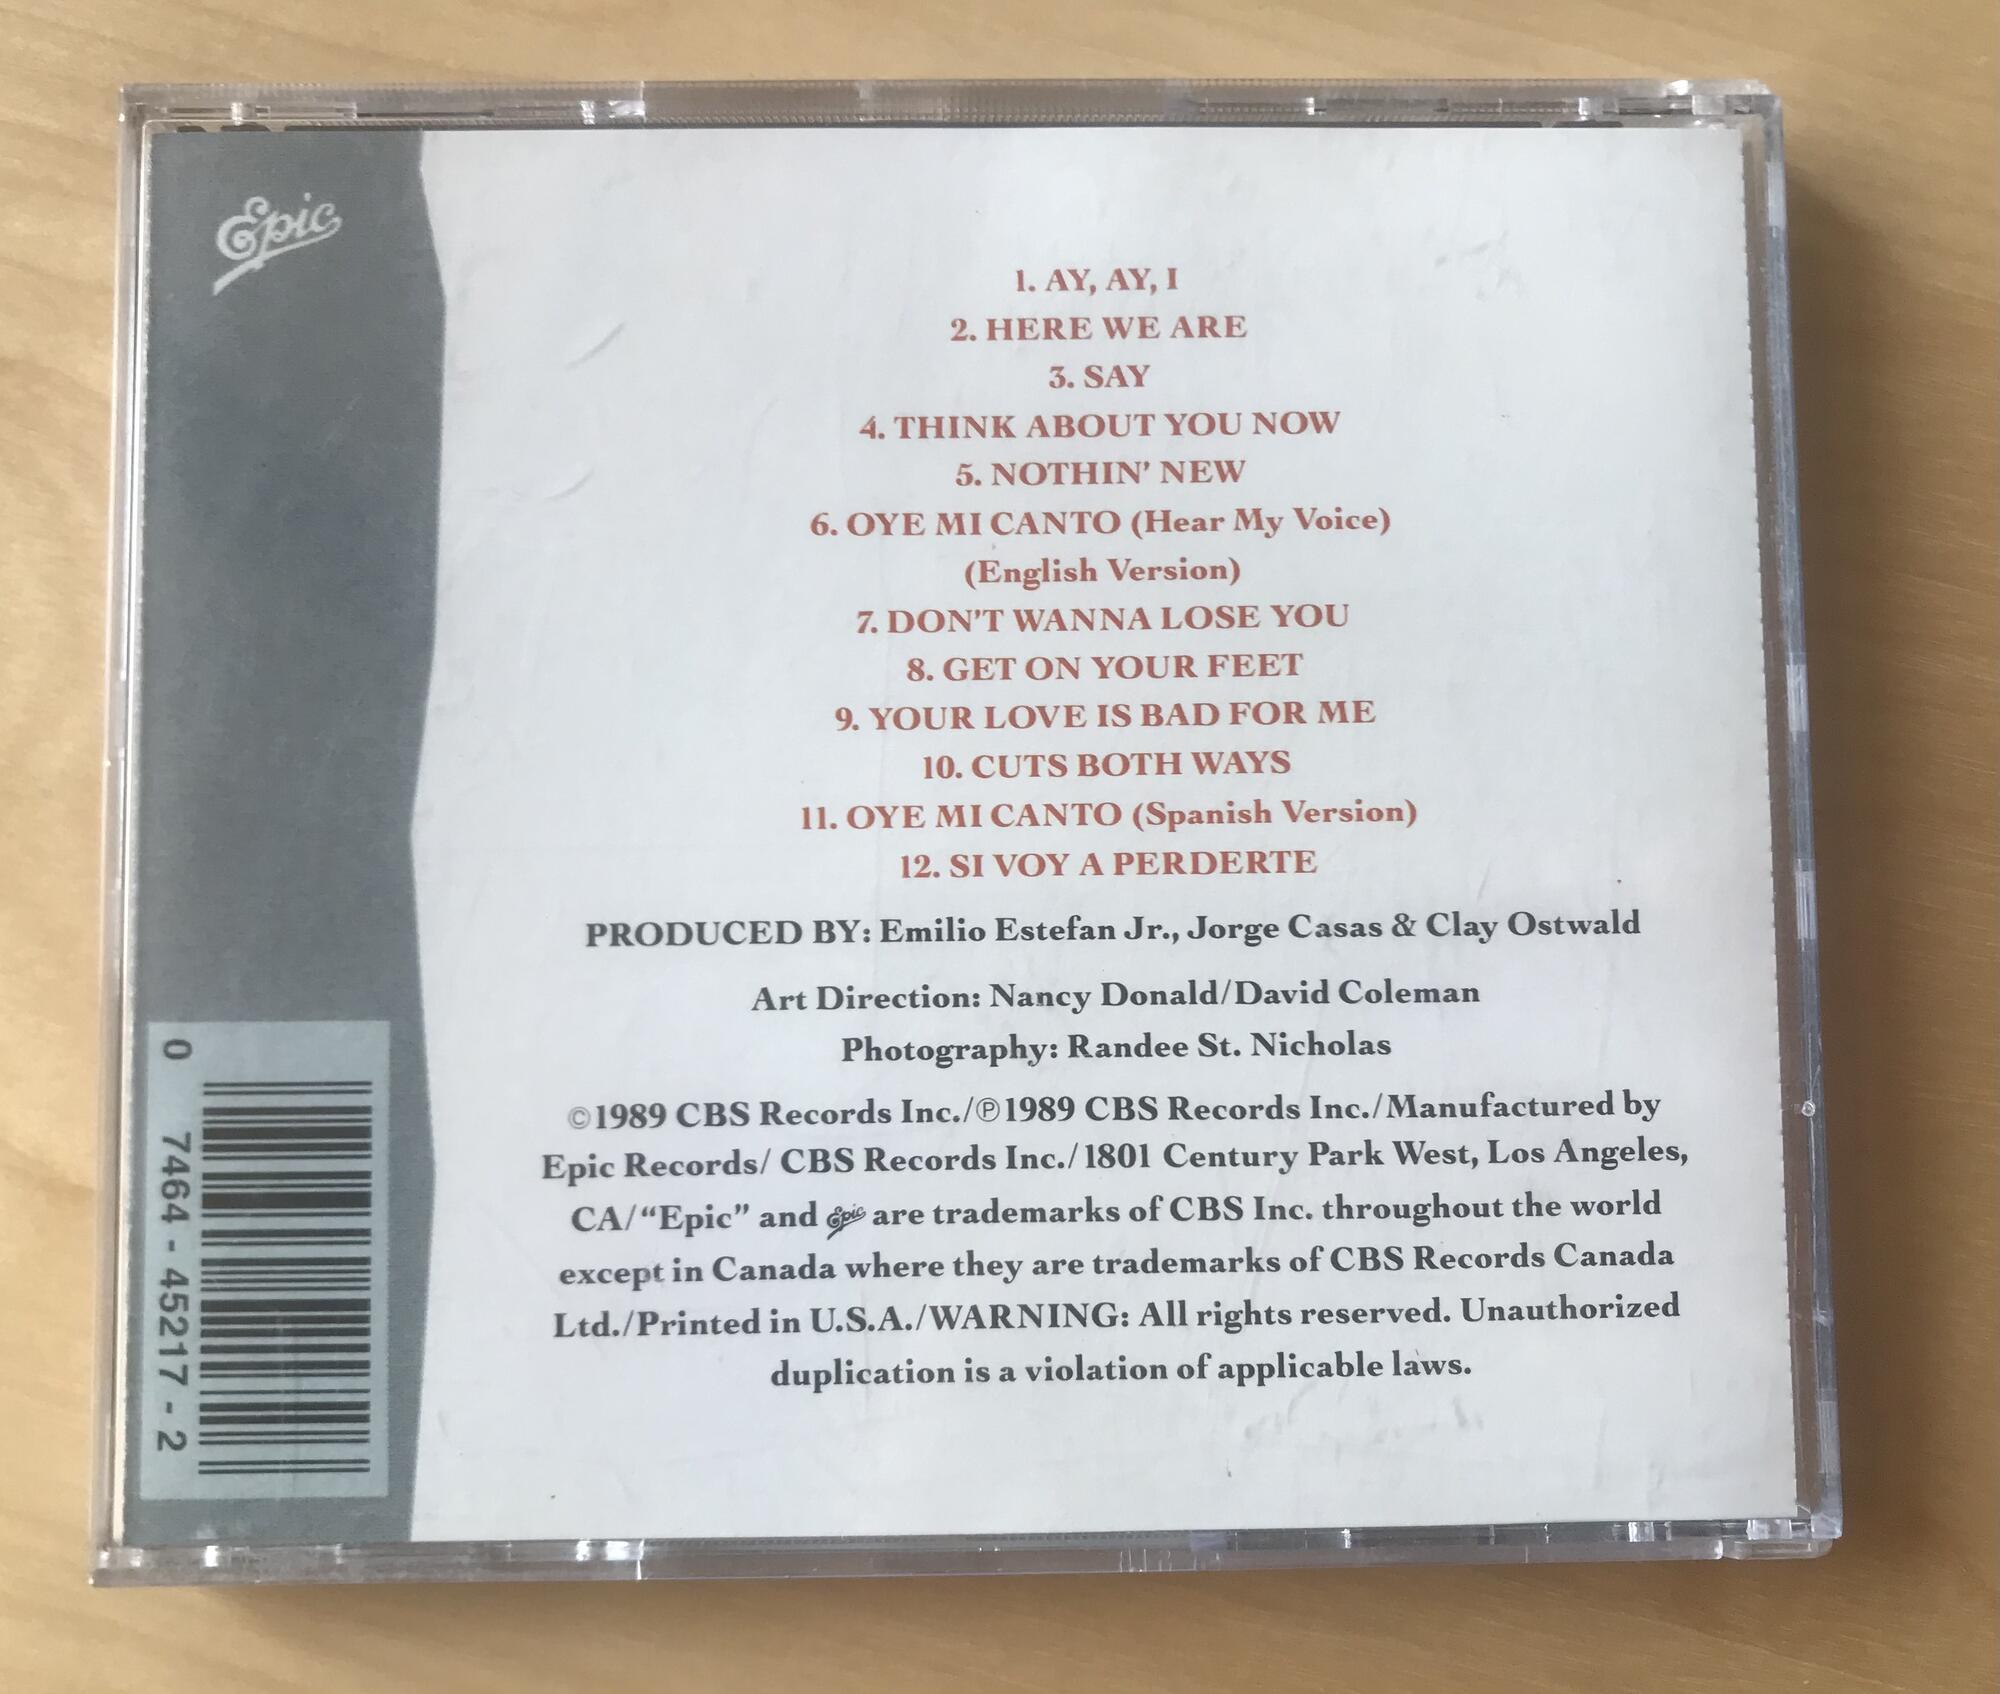 Epic
1. AY, AY, I
2. HERE WE ARE
3. SAY
4. THINK ABOUT YOU NOW
5. NOTHIN' NEW
6. OYE MI CANTO (Hear My Voice)
(English Version)
7. DON'T WANNA LOSE YOU
8. GET ON YOUR FEET
9. YOUR LOVE IS BAD FOR ME
10. CUTS BOTH WAYS
11. OYE MI CANTO (Spanish Version)
12. SI VOY A PERDERTE
PRODUCED BY: Emilio Estefan Jr., Jorge Casas & Clay Ostwald
Art Direction: Nancy Donald/David Coleman
Photography: Randee St. Nicholas
©1989 CBS Records Inc./℗1989 CBS Records Inc./Manufactured by
Epic Records/ CBS Records Inc./1801 Century Park West, Los Angeles,
CA/“Epic” and Epic are trademarks of CBS Inc. throughout the world
except in Canada where they are trademarks of CBS Records Canada
Ltd./Printed in U.S.A./WARNING: All rights reserved. Unauthorized
duplication is a violation of applicable laws.
0 7464-45217-2